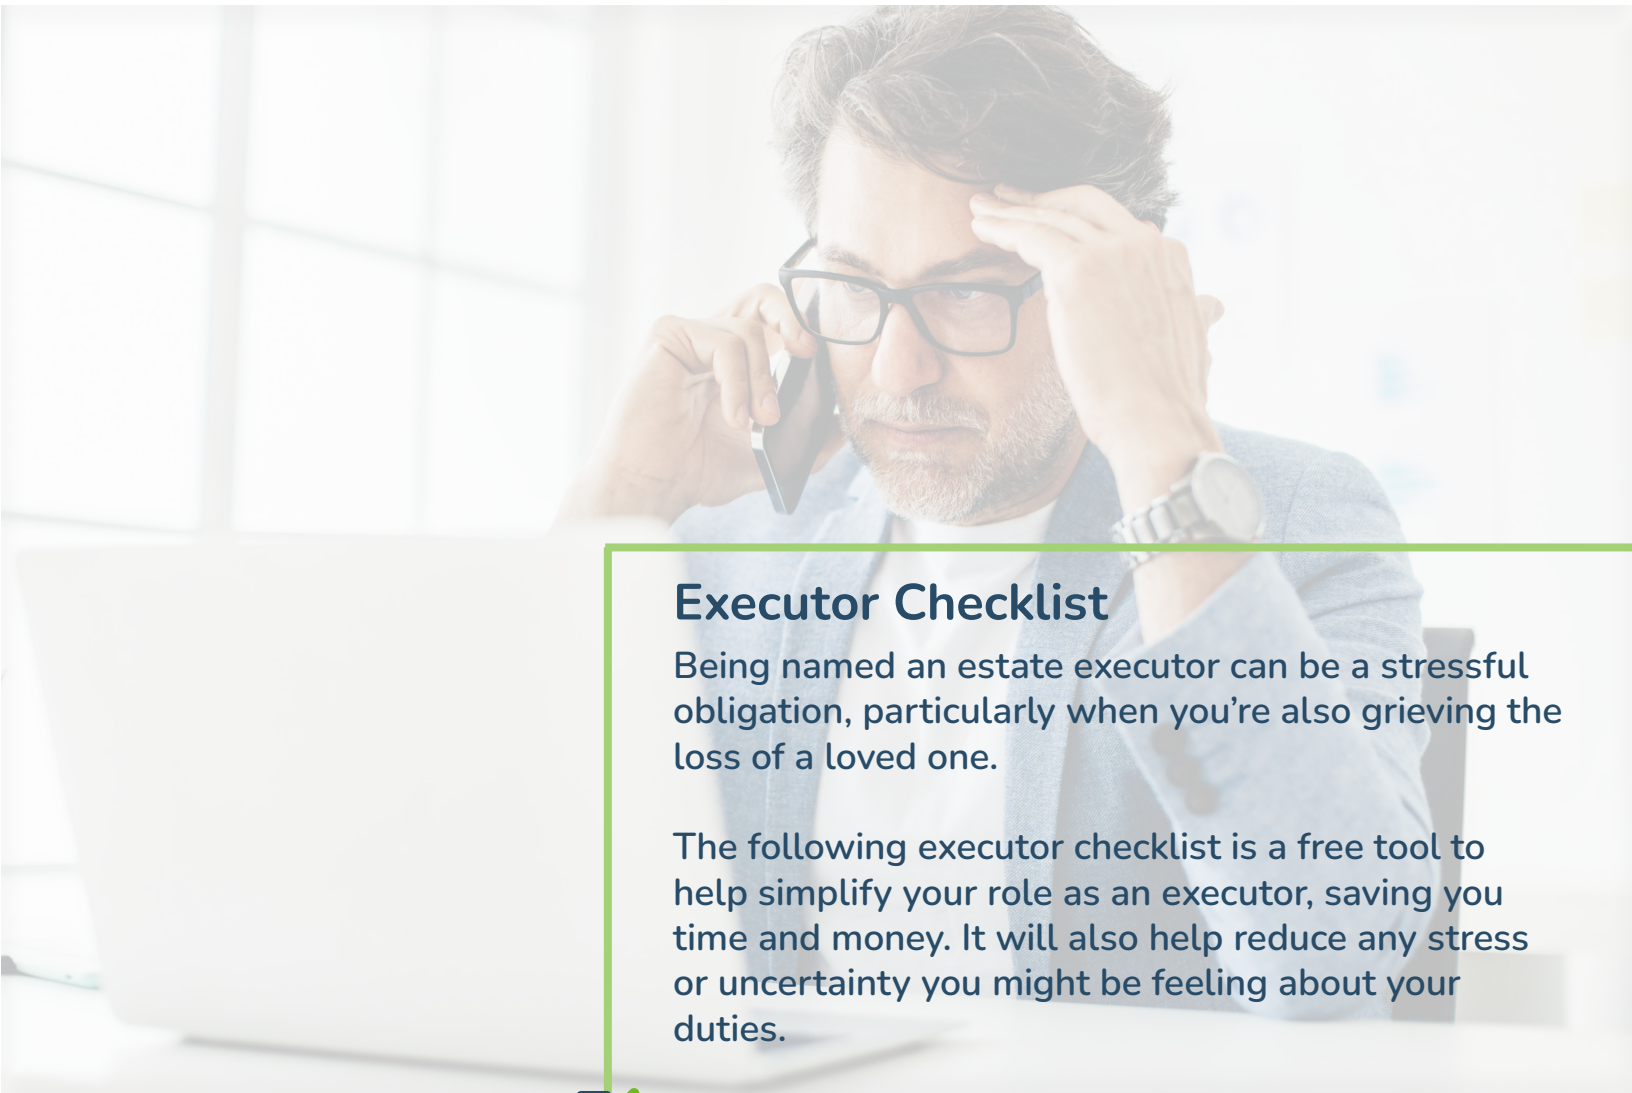 Executor Checklist
Being named an estate executor can be a stressful
obligation, particularly when you’re also grieving the
loss of a loved one.
The following executor checklist is a free tool to
help simplify your role as an executor, saving you
time and money. It will also help reduce any stress
or uncertainty you might be feeling about your
duties.